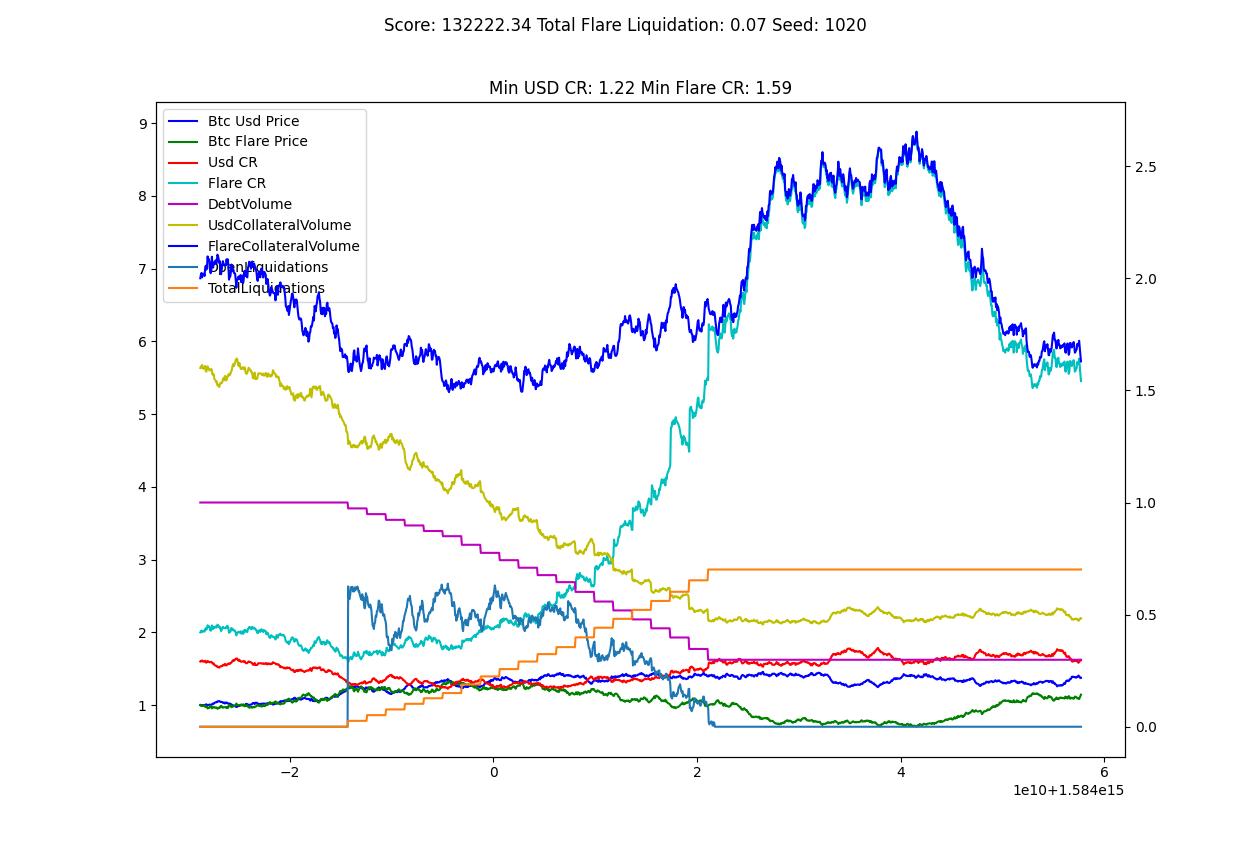 Score: 132222.34 Total Flare Liquidation: 0.07 Seed: 1020
Min USD CR: 1.22 Min Flare CR: 1.59
Btc Usd Price
Btc Flare Price
Usd CR
Flare CR
DebtVolume
UsdCollateralVolume
FlareCollateralVolume
OpenLiquidations
TotalLiquidations
9
8
7
6
5
4
3
2
1
2.5
2.0
1.5
1.0
0.5
0.0
−2
0
2
4
6
1e10+1.584e15